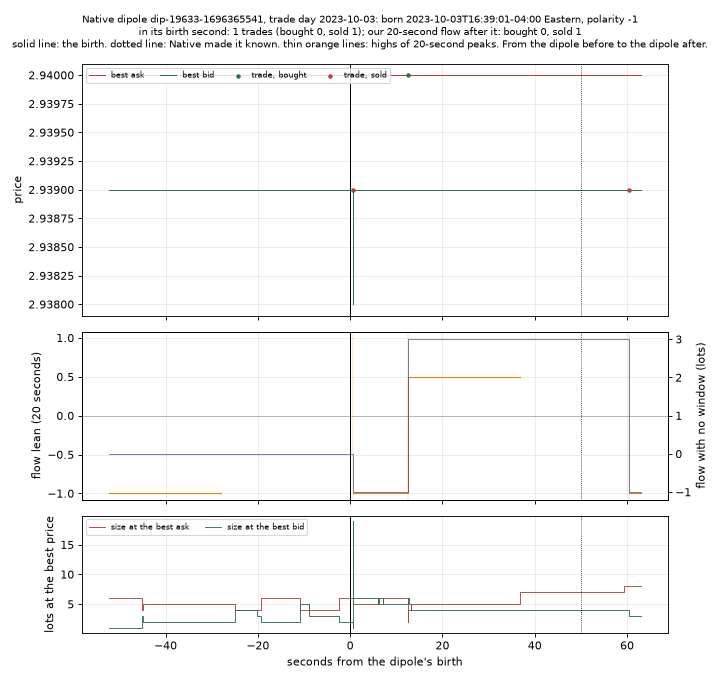 Native dipole dip-19633-1696365541, trade day 2023-10-03: born 2023-10-03T16:39:01-04:00 Eastern, polarity -1
in its birth second: 1 trades (bought 0, sold 1); our 20-second flow after it: bought 0, sold 1
solid line: the birth. dotted line: Native made it known. thin orange lines: highs of 20-second peaks. From the dipole before to the dipole after.
best ask best bid trade, bought trade, sold
2.94000
2.93975
2.93950
2.93925
2.93900
2.93875
2.93850
2.93825
2.93800
price
1.0
0.5
0.0
−0.5
−1.0
flow lean (20 seconds)
3
2
1
0
−1
flow with no window (lots)
size at the best ask size at the best bid
15
10
5
lots at the best price
−40 −20 0 20 40 60
seconds from the dipole's birth